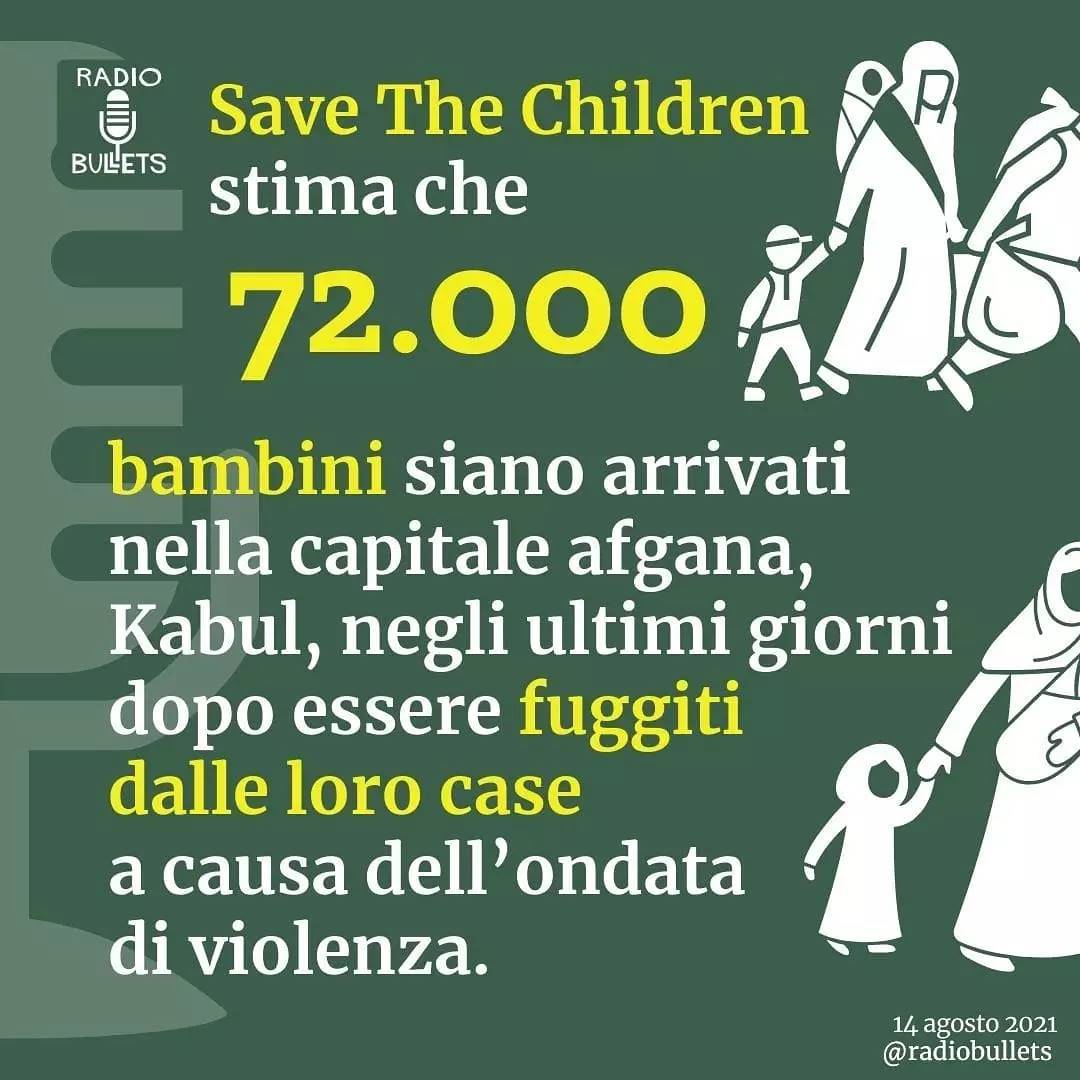 RADIO
BULLETS
Save The Children
stima che
72.000
bambini siano arrivati
nella capitale afgana,
Kabul, negli ultimi giorni
dopo essere fuggiti
dalle loro case
a causa dell’ondata
di violenza.
14 agosto 2021
@radiobullets